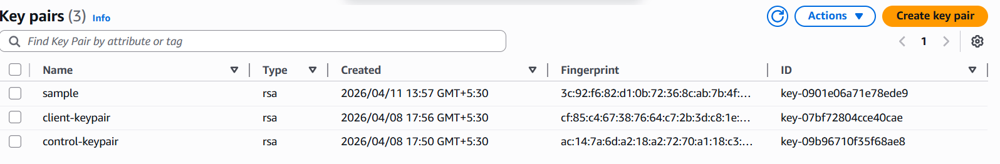 Key pairs (3) Info
Actions
Create key pair
Find Key Pair by attribute or tag
1
Name Type Created Fingerprint ID
sample rsa 2026/04/11 13:57 GMT+5:30 3c:92:f6:82:d1:0b:72:36:8c:ab:7b:4f:... key-0901e06a71e78ede9
client-keypair rsa 2026/04/08 17:56 GMT+5:30 cf:85:c4:67:38:76:64:c7:2b:3d:c8:1e:... key-07bf72804cce40cae
control-keypair rsa 2026/04/08 17:50 GMT+5:30 ac:14:7a:6d:a2:18:a2:72:70:a1:18:c3:... key-09b96710f35f68ae8